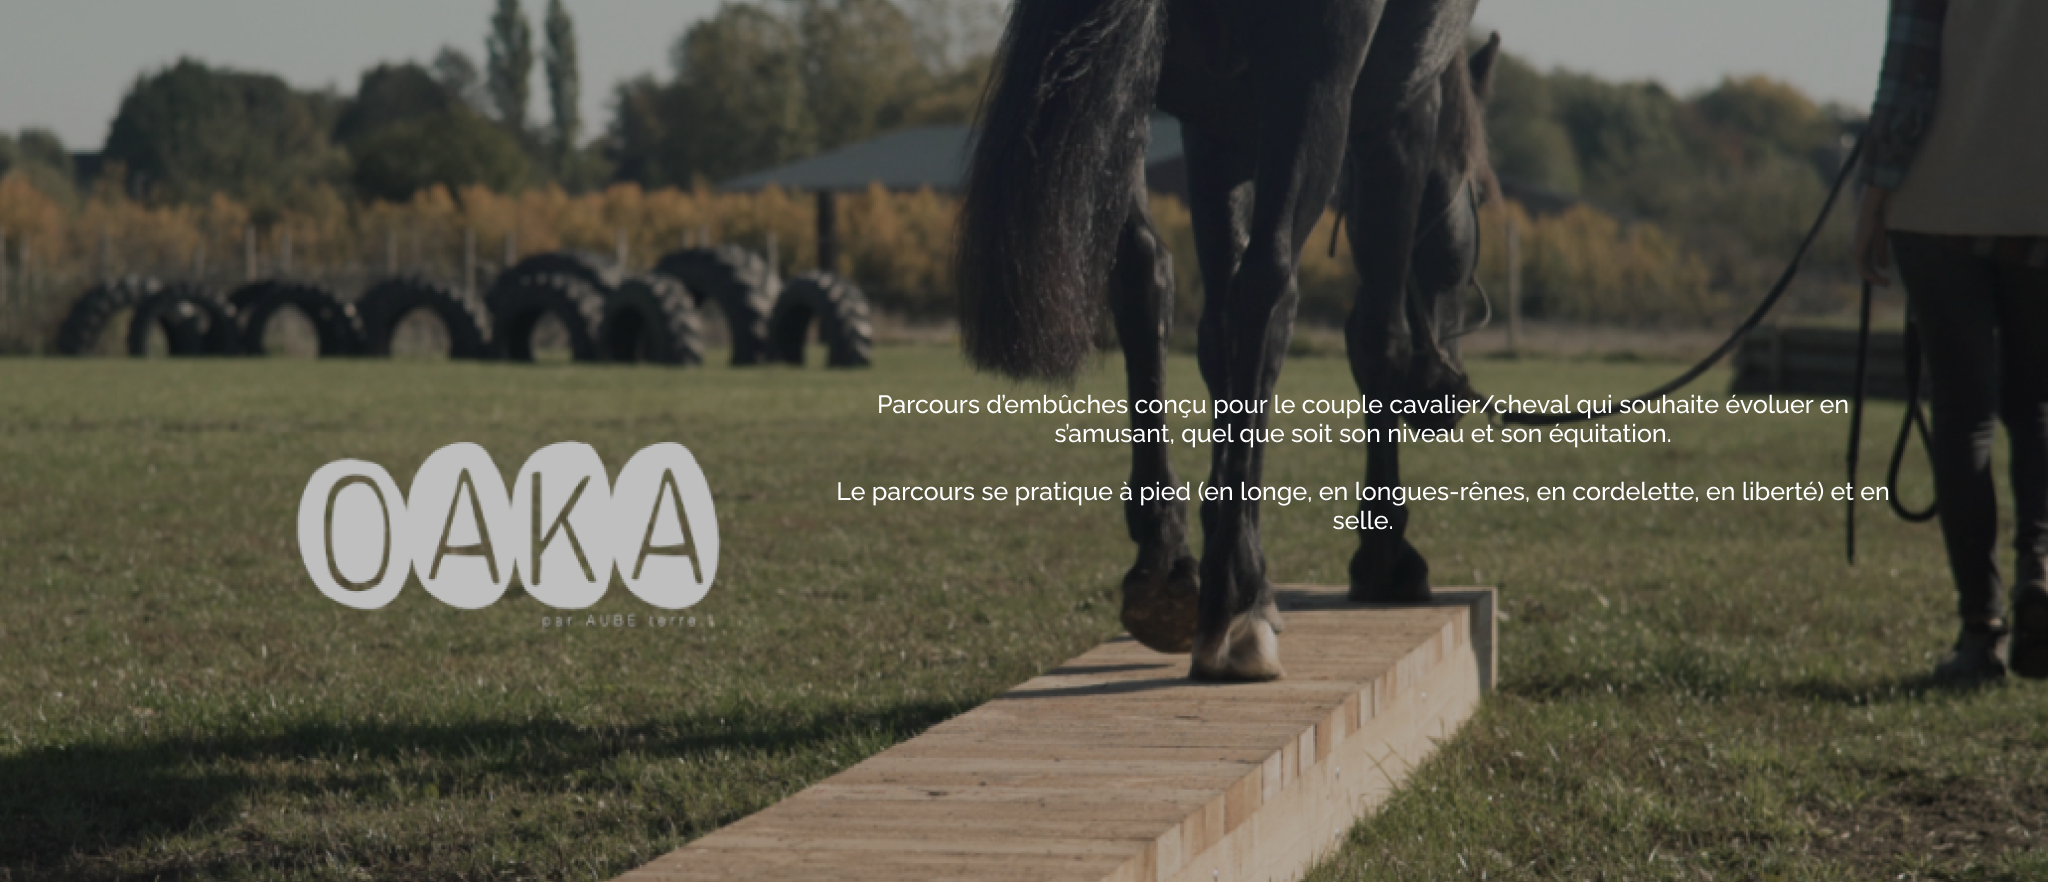 OAKA
par AUBE terre
Parcours d’embûches conçu pour le couple cavalier/cheval qui souhaite évoluer en
s’amusant, quel que soit son niveau et son équitation.
Le parcours se pratique à pied (en longe, en longues-rênes, en cordelette, en liberté) et en
selle.